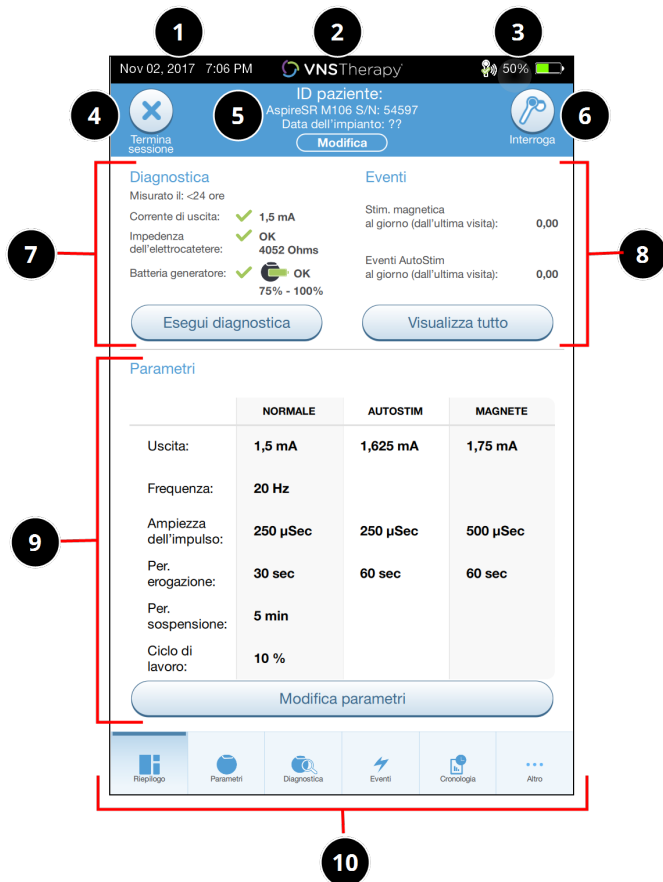 1
2
3
Nov 02, 2017 7:06 PM
VNSTherapy
50%
4
5
6
Termina
sessione
ID paziente:
AspireSR M106 S/N: 54597
Data dell'impianto: ??
Modifica
Interroga
7
Diagnostica
Misurato il: <24 ore
Corrente di uscita: 1,5 mA
Impedenza
dell'elettrocatetere:
OK
4052 Ohms
Batteria generatore: OK
75% - 100%
Esegui diagnostica
8
Eventi
Stim. magnetica
al giorno (dall'ultima visita): 0,00
Eventi AutoStim
al giorno (dall'ultima visita): 0,00
Visualizza tutto
9
Parametri
NORMALE AUTOSTIM MAGNETE
Uscita: 1,5 mA 1,625 mA 1,75 mA
Frequenza: 20 Hz
Ampiezza
dell'impulso: 250 µSec 250 µSec 500 µSec
Per.
erogazione: 30 sec 60 sec 60 sec
Per.
sospensione: 5 min
Ciclo di
lavoro: 10 %
Modifica parametri
Riepilogo Parametri Diagnostica Eventi Cronologia Altro
10